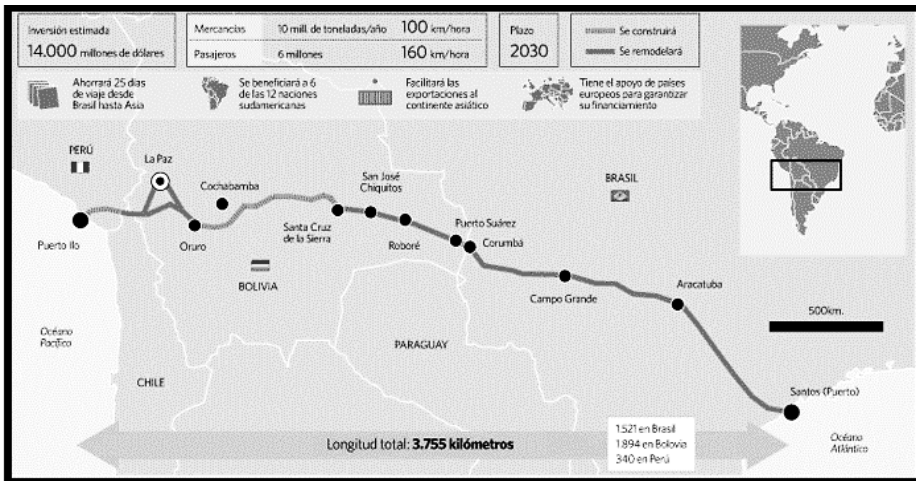 Inversión estimada
14.000 millones de dólares
Mercancías 10 mill. de toneladas/año 100 km/hora
Pasajeros 6 millones 160 km/hora
Plazo
2030
Se construirá
Se remodelará
Ahorrará 25 días
de viaje desde
Brasil hasta Asia
Se beneficiará a 6
de las 12 naciones
sudamericanas
Facilitará las
exportaciones al
continente asiático
Tiene el apoyo de países
europeos para garantizar
su financiamiento
PERÚ
La Paz
Cochabamba
San José
Chiquitos
BRASIL
Puerto Ilo
Oruro
Santa Cruz
de la Sierra
Roboré
Puerto Suárez
Corumbá
BOLIVIA
Campo Grande
Aracatuba
500km.
Océano
Pacífico
PARAGUAY
CHILE
Santos (Puerto)
Longitud total: 3.755 kilómetros
1.521 en Brasil
1.894 en Bolovia
340 en Perú
Océano
Atlántico